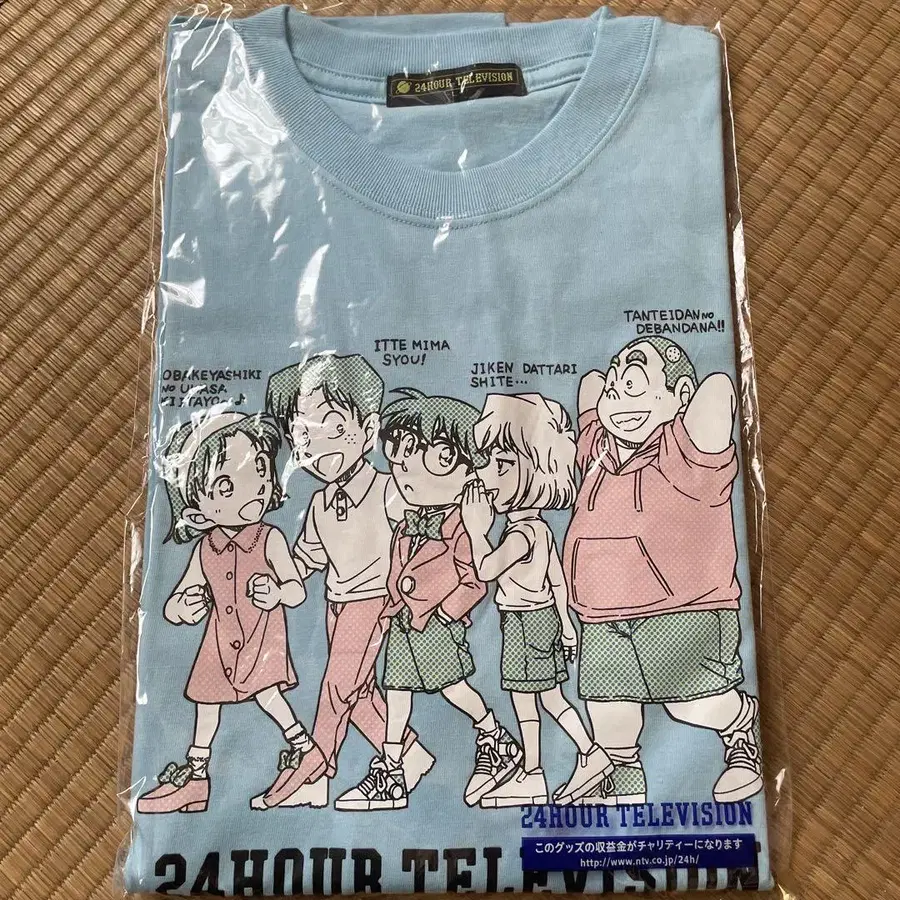 24HOUR TELEVISION
TANTEIDAN NO
DEBANDANA!!
ITTE MIMA
SYOU!
JIKEN DATTARI
SHITE...
OBAKEYASHIKI
NO UWASA
KIITAYO~♪
24HOUR TELEVISION
このグッズの収益金がチャリティーになります
http://www.ntv.co.jp/24h/
24HOUR TELEVISION